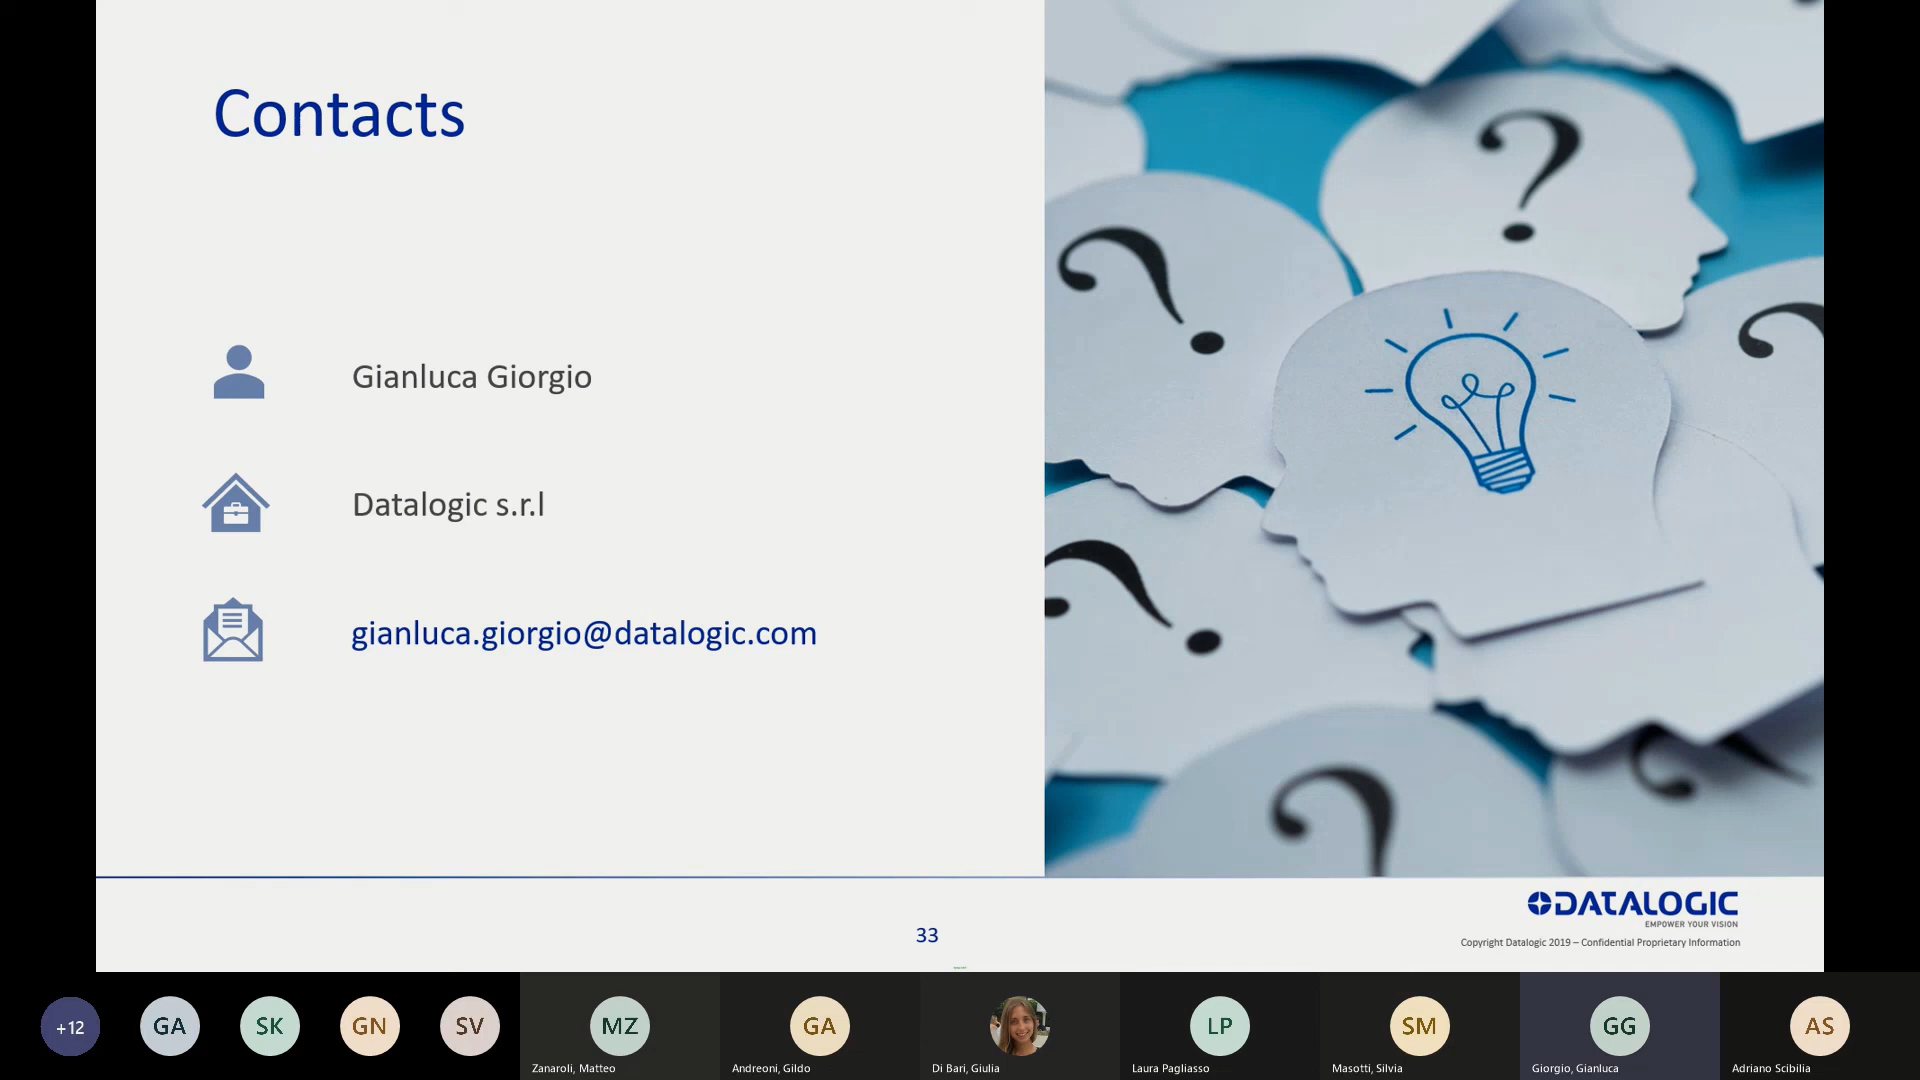 Contacts
Gianluca Giorgio
Datalogic s.r.l
gianluca.giorgio@datalogic.com
?
?
?
?
?
?
DATALOGIC
EMPOWER YOUR VISION
33
Copyright Datalogic 2019 – Confidential Proprietary Information
+12
GA
SK
GN
SV
MZ
GA
LP
SM
GG
AS
Zanaroli, Matteo
Andreoni, Gildo
Di Bari, Giulia
Laura Pagliasso
Masotti, Silvia
Giorgio, Gianluca
Adriano Scibilia